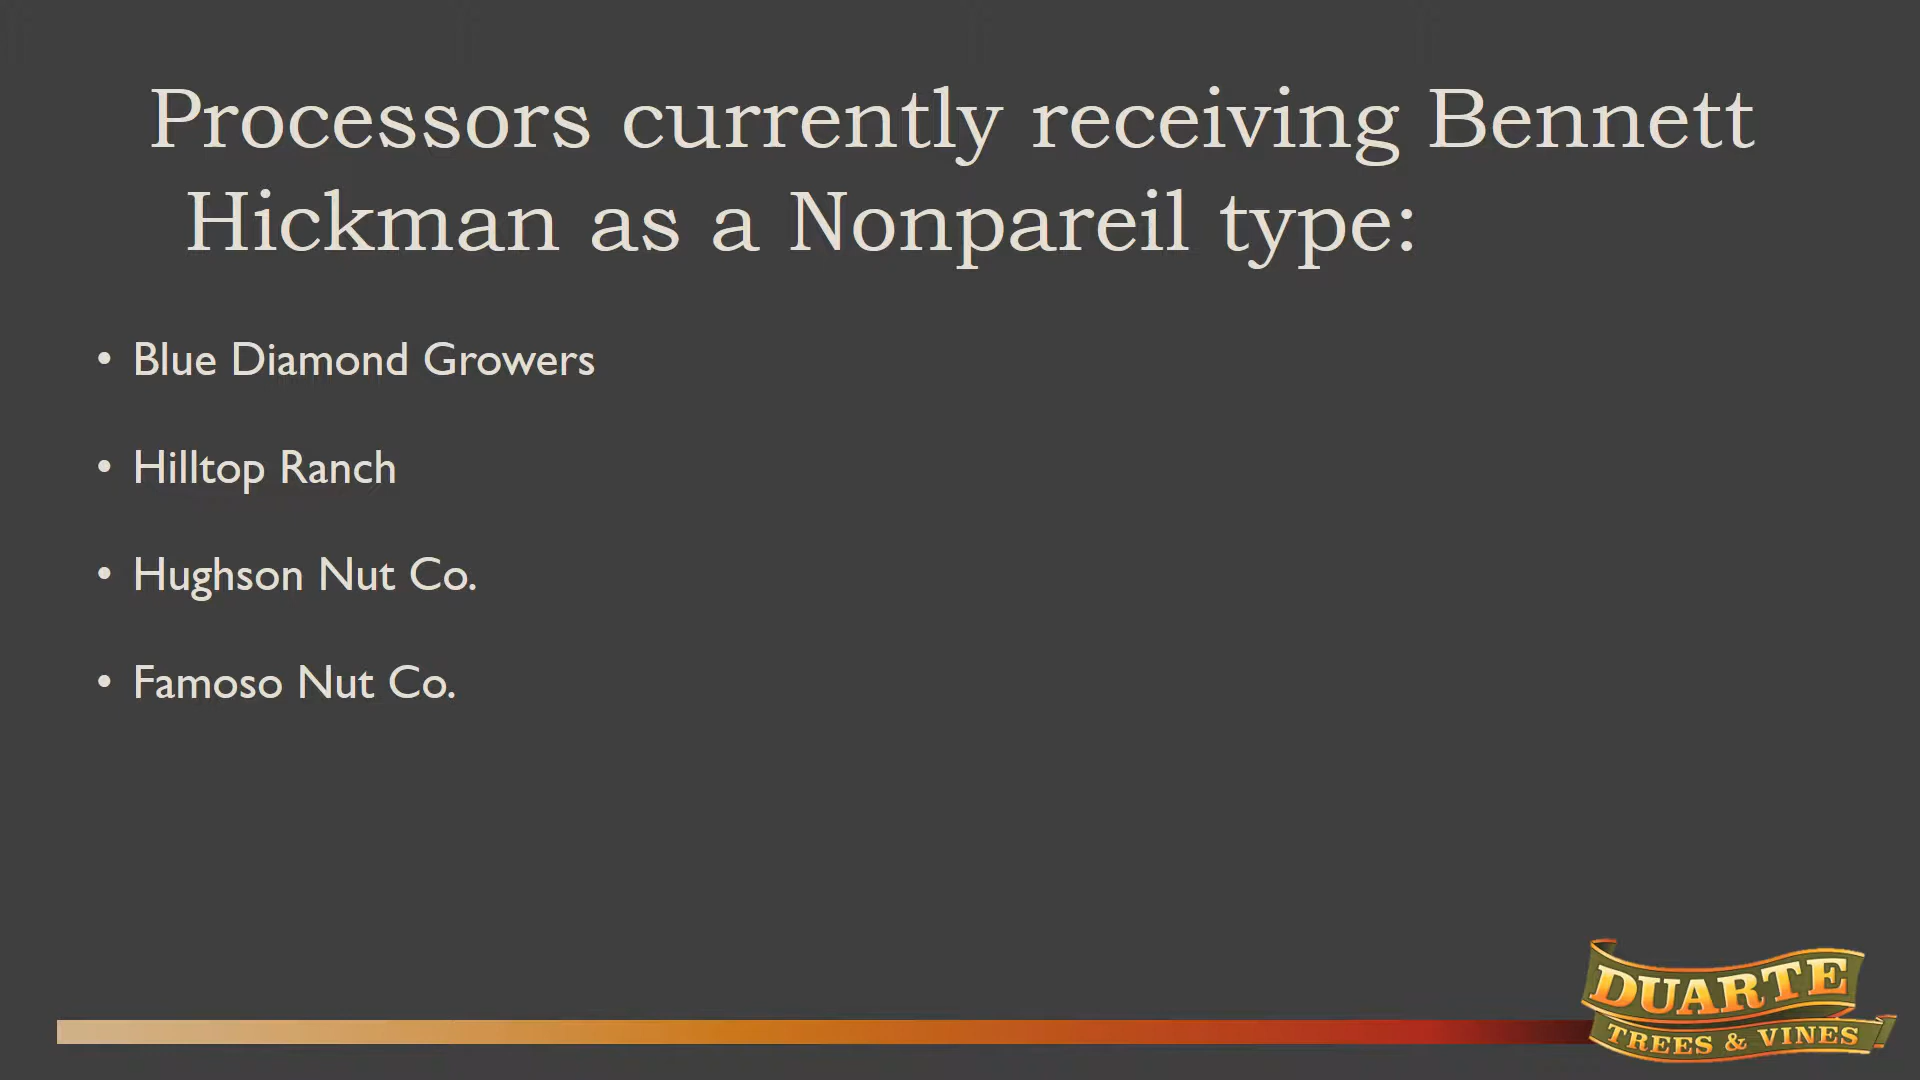 Processors currently receiving Bennett
Hickman as a Nonpareil type:
• Blue Diamond Growers
• Hilltop Ranch
• Hughson Nut Co.
• Famoso Nut Co.
DUARTE
TREES & VINES